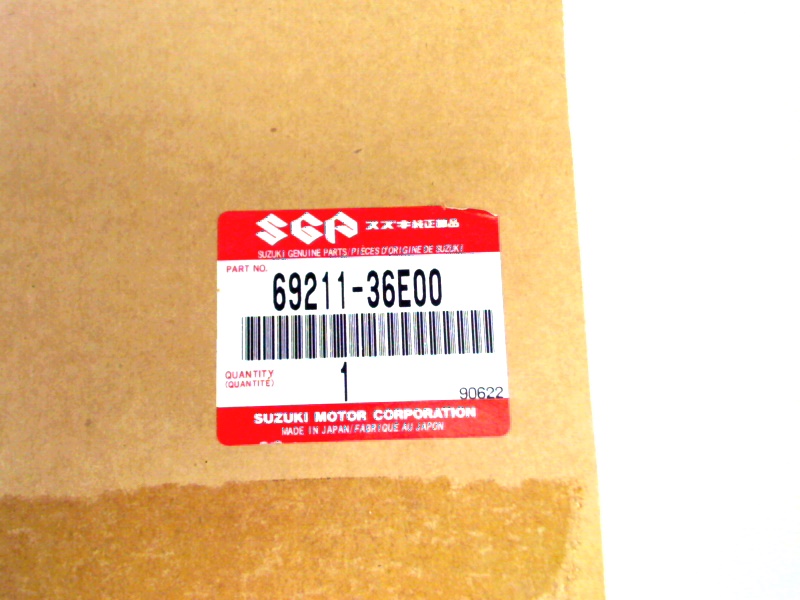 SGP スズキ純正部品
SUZUKI GENUINE PARTS/PIÈCES D'ORIGINE DE SUZUKI
PART NO.
69211-36E00
QUANTITY
(QUANTITÉ)
1
90622
SUZUKI MOTOR CORPORATION
MADE IN JAPAN/FABRIQUE AU JAPON